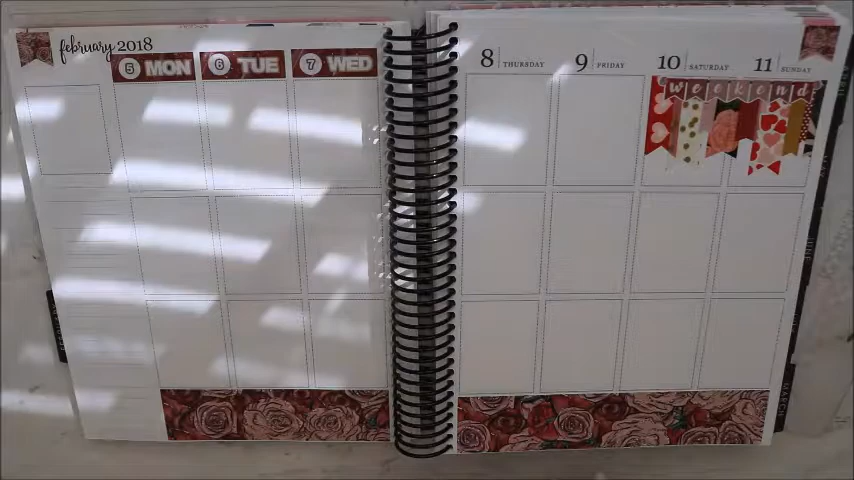 february 2018
5 MON 6 TUE 7 WED
8 THURSDAY 9 FRIDAY 10 SATURDAY 11 SUNDAY
weekend